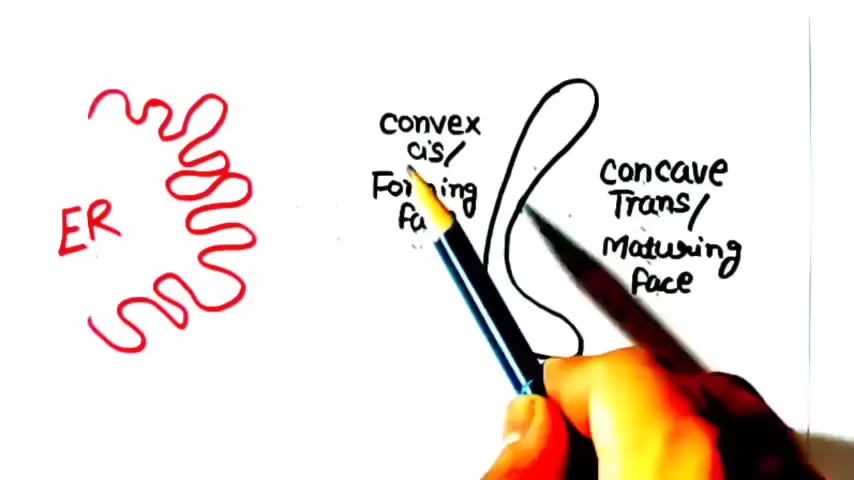 ER
convex
cis/
concave
Trans/
Maturing
face